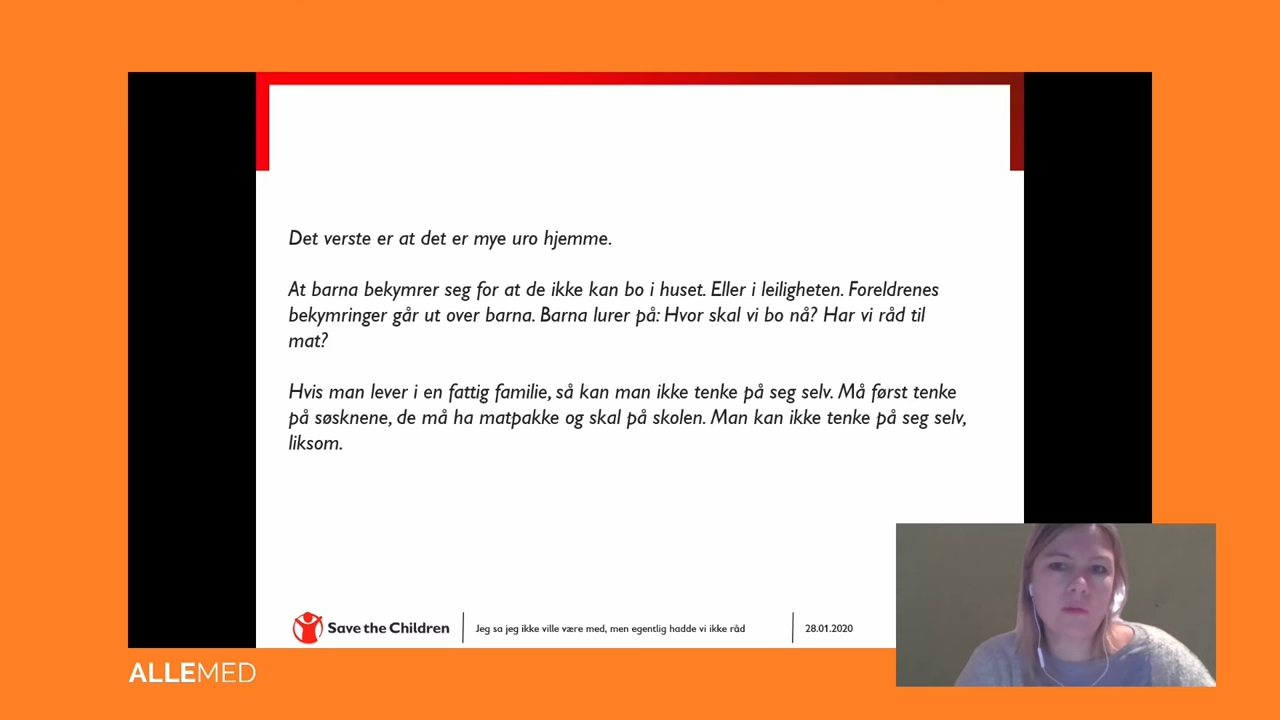 Det verste er at det er mye uro hjemme.
At barna bekymrer seg for at de ikke kan bo i huset. Eller i leiligheten. Foreldrenes
bekymringer går ut over barna. Barna lurer på: Hvor skal vi bo nå? Har vi råd til
mat?
Hvis man lever i en fattig familie, så kan man ikke tenke på seg selv. Må først tenke
på søsknene, de må ha matpakke og skal på skolen. Man kan ikke tenke på seg selv,
liksom.
Save the Children
Jeg sa jeg ikke ville være med, men egentlig hadde vi ikke råd
28.01.2020
ALLEMED